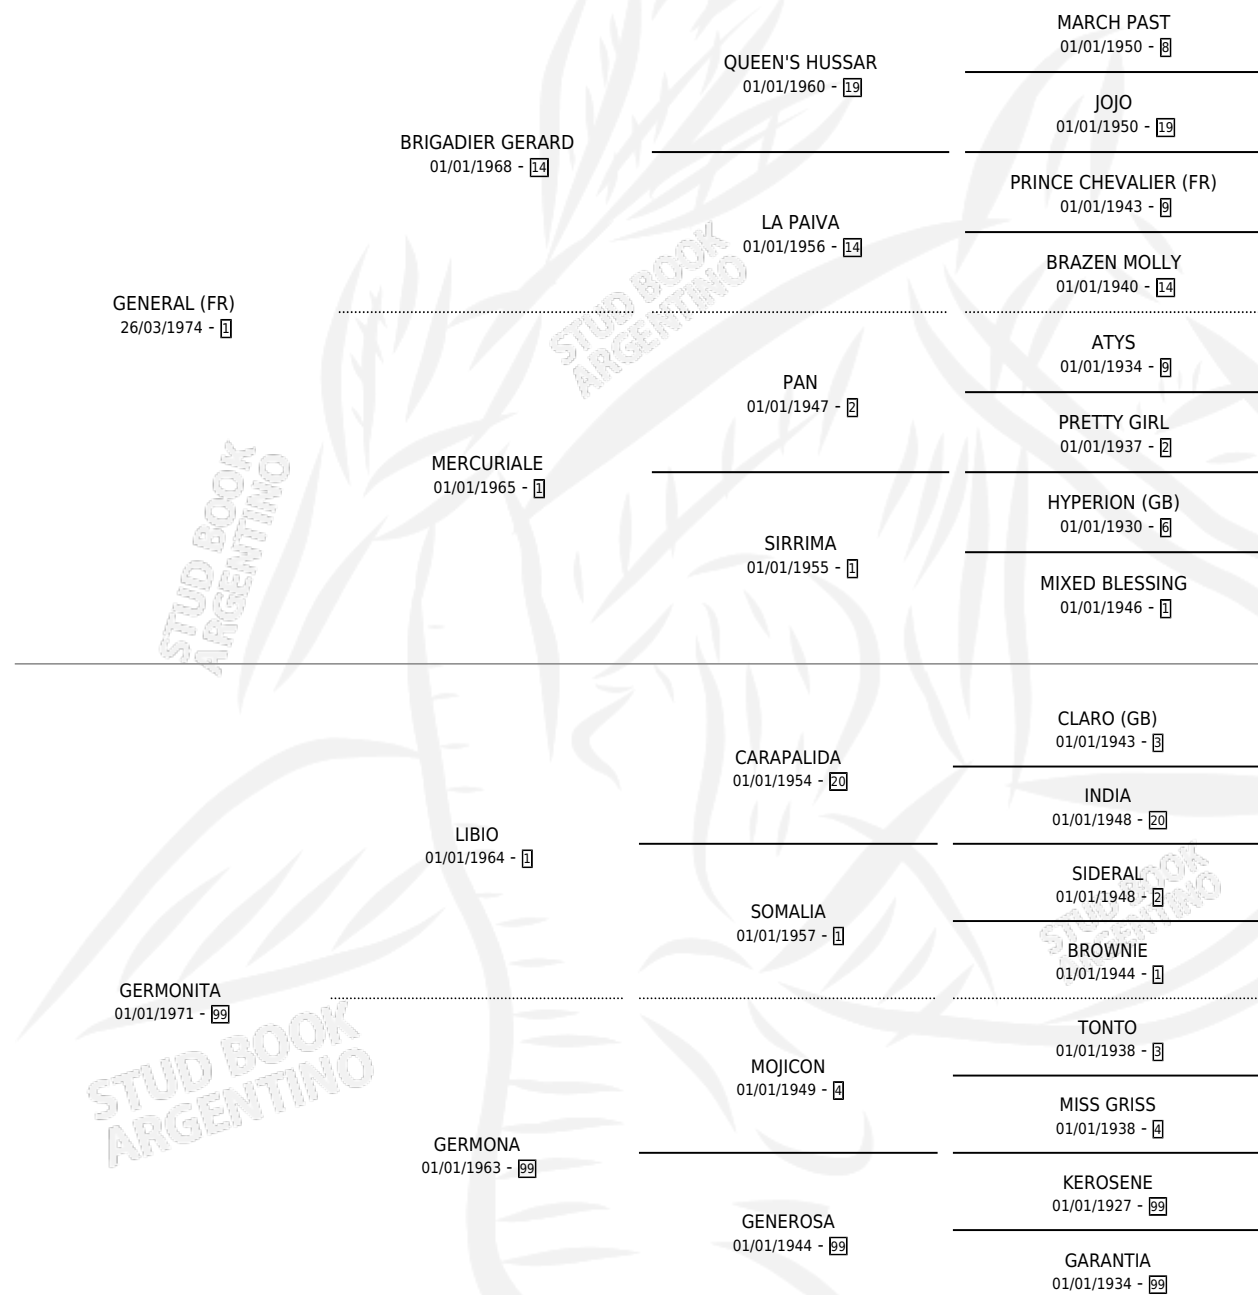 MARCH PAST
01/01/1950 - 8
QUEEN'S HUSSAR
01/01/1960 - 19
JOJO
01/01/1950 - 19
BRIGADIER GERARD
01/01/1968 - 14
PRINCE CHEVALIER (FR)
01/01/1943 - 9
LA PAIVA
01/01/1956 - 14
BRAZEN MOLLY
01/01/1940 - 14
GENERAL (FR)
26/03/1974 - 1
STUD BOOK
ARGENTINO
ATYS
01/01/1934 - 9
PAN
01/01/1947 - 2
PRETTY GIRL
01/01/1937 - 2
MERCURIALE
01/01/1965 - 1
HYPERION (GB)
01/01/1930 - 6
SIRRIMA
01/01/1955 - 1
MIXED BLESSING
01/01/1946 - 1
STUD BOOK
ARGENTINO
CLARO (GB)
01/01/1943 - 3
CARAPALIDA
01/01/1954 - 20
INDIA
01/01/1948 - 20
LIBIO
01/01/1964 - 1
SIDERAL
01/01/1948 - 2
SOMALIA
01/01/1957 - 1
BROWNIE
01/01/1944 - 1
STUD BOOK
ARGENTINO
GERMONITA
01/01/1971 - 99
TONTO
01/01/1938 - 3
MOJICON
01/01/1949 - 4
MISS GRISS
01/01/1938 - 4
STUD BOOK
ARGENTINO
GERMONA
01/01/1963 - 99
KEROSENE
01/01/1927 - 99
GENEROSA
01/01/1944 - 99
GARANTIA
01/01/1934 - 99